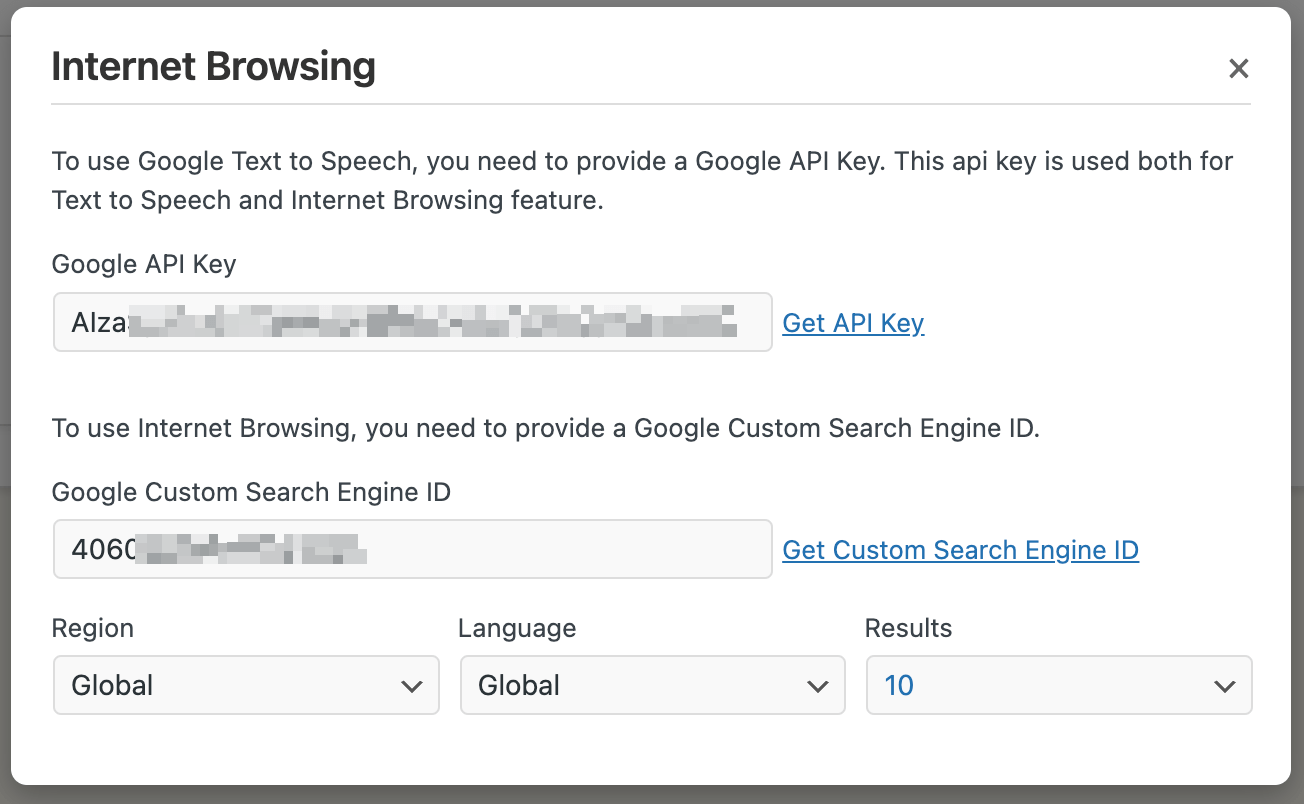 Internet Browsing
To use Google Text to Speech, you need to provide a Google API Key. This api key is used both for
Text to Speech and Internet Browsing feature.
Google API Key
AIza
Get API Key
To use Internet Browsing, you need to provide a Google Custom Search Engine ID.
Google Custom Search Engine ID
4060
Get Custom Search Engine ID
Region
Language
Results
Global
Global
10